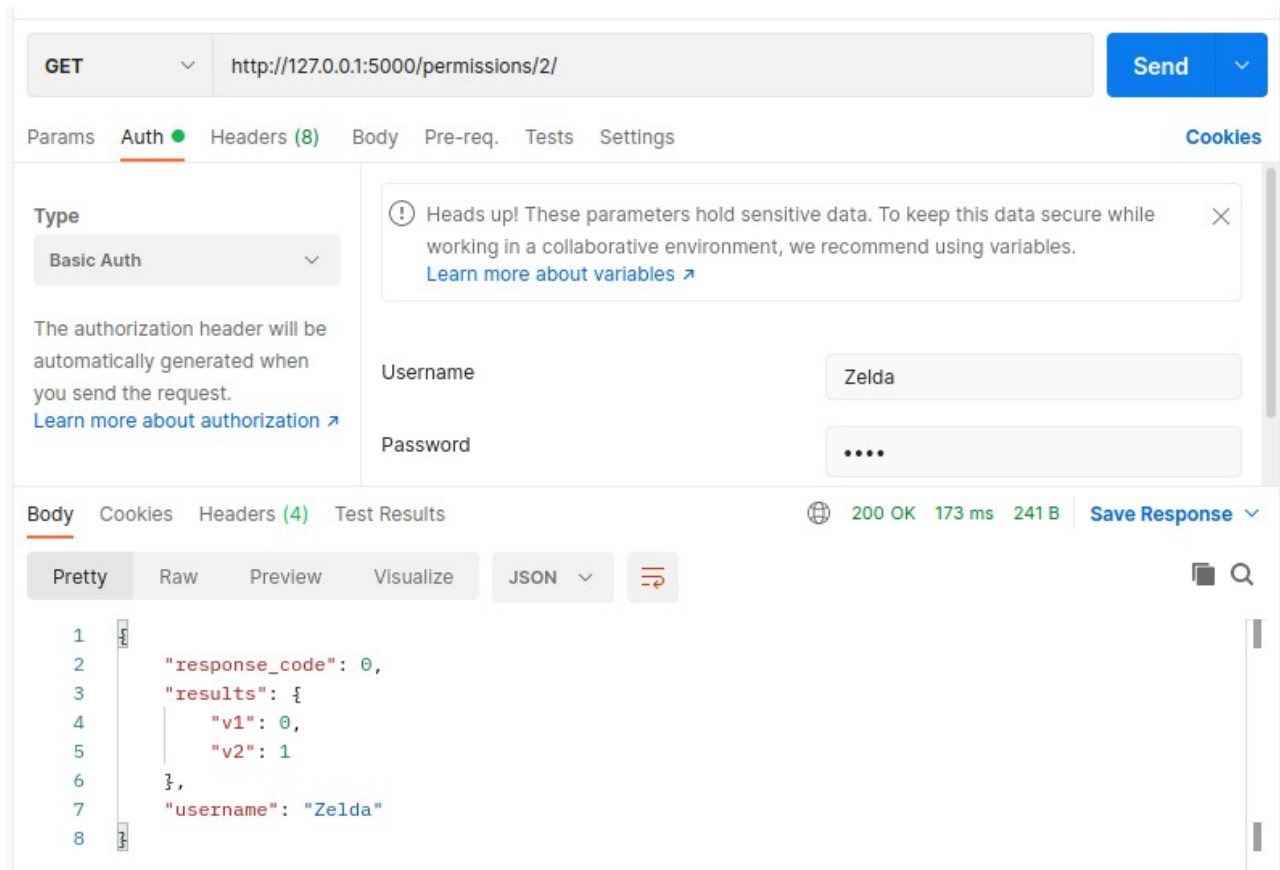 GET http://127.0.0.1:5000/permissions/2/ Send
Params Auth Headers (8) Body Pre-req. Tests Settings Cookies
Type
Basic Auth
The authorization header will be
automatically generated when
you send the request.
Learn more about authorization ↗
Heads up! These parameters hold sensitive data. To keep this data secure while
working in a collaborative environment, we recommend using variables.
Learn more about variables ↗
Username Zelda
Password ••••
Body Cookies Headers (4) Test Results 200 OK 173 ms 241 B Save Response
Pretty Raw Preview Visualize JSON
1 {
2 "response_code": 0,
3 "results": {
4 "v1": 0,
5 "v2": 1
6 },
7 "username": "Zelda"
8 }